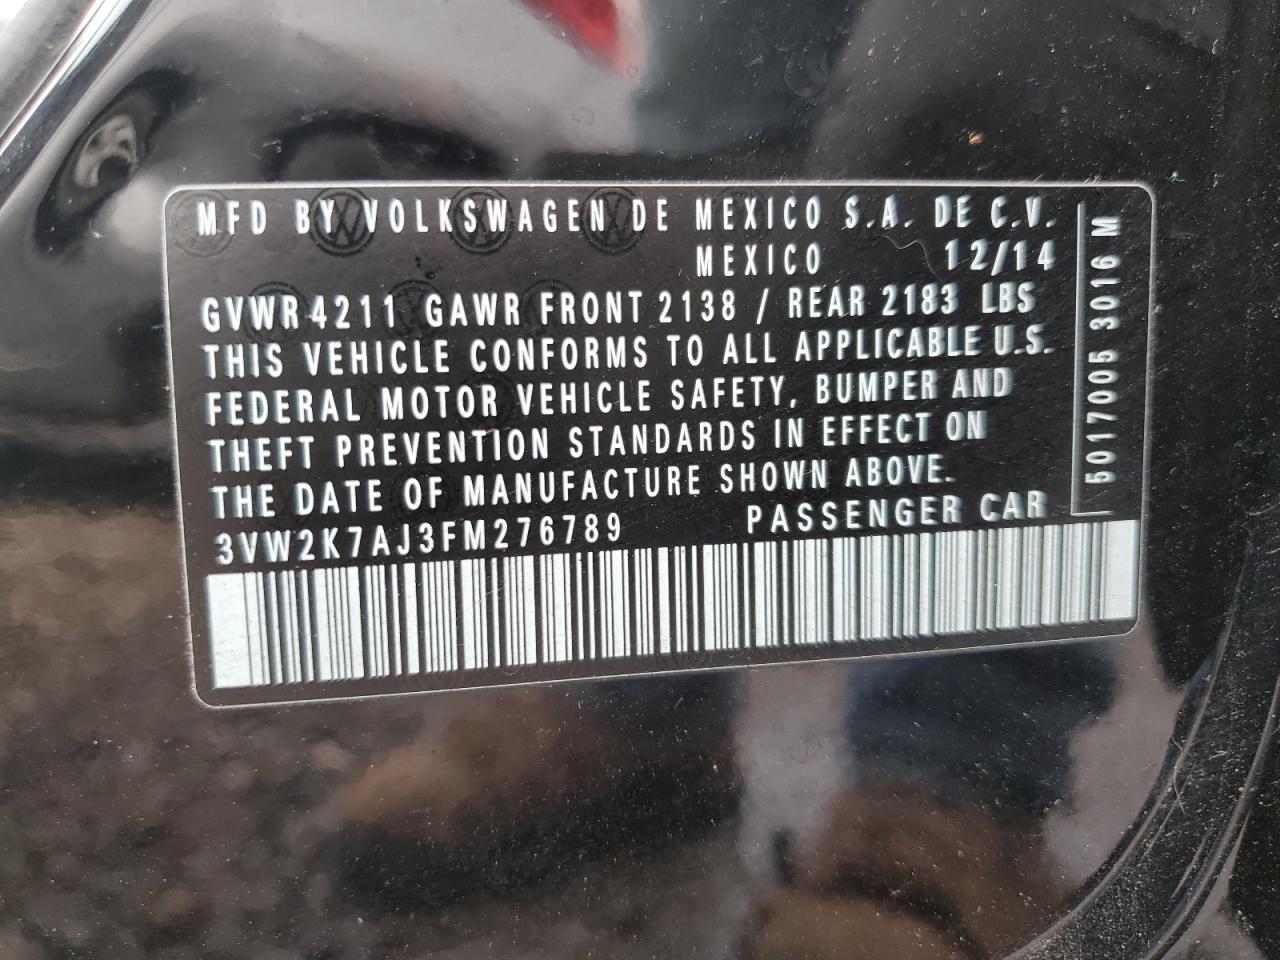 MFD BY VOLKSWAGEN DE MEXICO S.A. DE C.V.
MEXICO 12/14
GVWR 4211 GAWR FRONT 2138 / REAR 2183 LBS
THIS VEHICLE CONFORMS TO ALL APPLICABLE U.S.
FEDERAL MOTOR VEHICLE SAFETY, BUMPER AND
THEFT PREVENTION STANDARDS IN EFFECT ON
THE DATE OF MANUFACTURE SHOWN ABOVE.
3VW2K7AJ3FM276789 PASSENGER CAR
5017005 3016 M